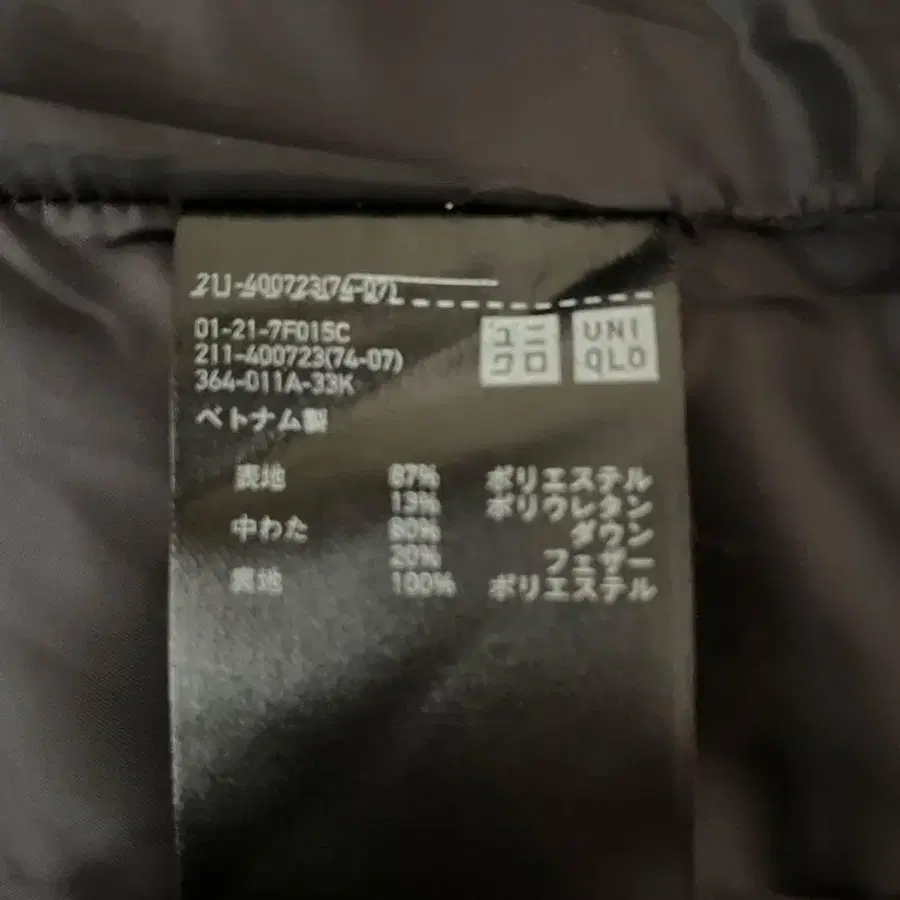 211-400723(74-07)
01-21-7F015C
211-400723(74-07)
364-011A-33K
ベトナム製
ユニ
クロ
UNI
QLO
表地 87% ポリエステル
13% ポリウレタン
中わた 80% ダウン
20% フェザー
裏地 100% ポリエステル